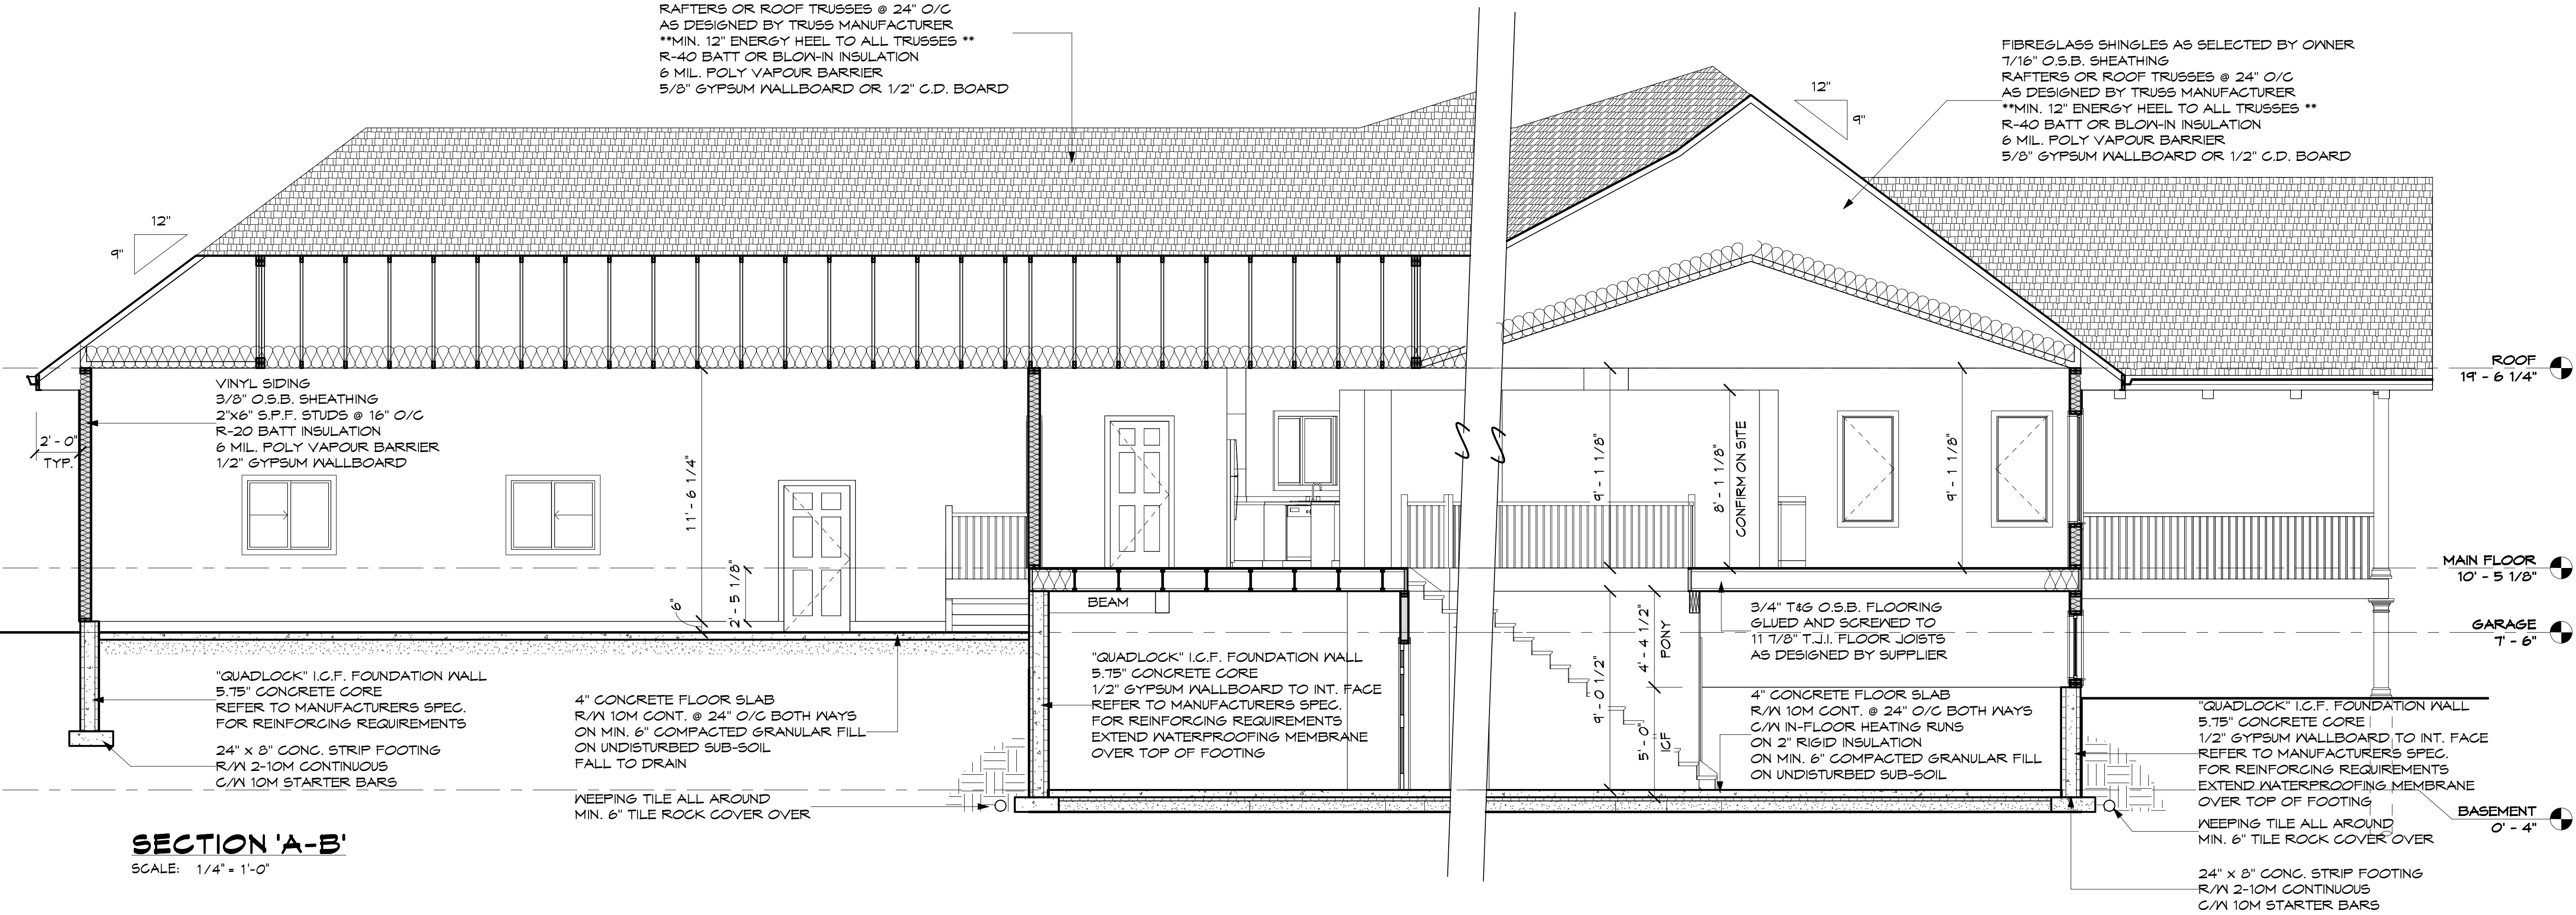 RAFTERS OR ROOF TRUSSES @ 24" O/C
AS DESIGNED BY TRUSS MANUFACTURER
**MIN. 12" ENERGY HEEL TO ALL TRUSSES **
R-40 BATT OR BLOW-IN INSULATION
6 MIL. POLY VAPOUR BARRIER
5/8" GYPSUM WALLBOARD OR 1/2" C.D. BOARD
FIBREGLASS SHINGLES AS SELECTED BY OWNER
7/16" O.S.B. SHEATHING
RAFTERS OR ROOF TRUSSES @ 24" O/C
AS DESIGNED BY TRUSS MANUFACTURER
**MIN. 12" ENERGY HEEL TO ALL TRUSSES **
R-40 BATT OR BLOW-IN INSULATION
6 MIL. POLY VAPOUR BARRIER
5/8" GYPSUM WALLBOARD OR 1/2" C.D. BOARD
12"
9"
12"
9"
ROOF
19' - 6 1/4"
VINYL SIDING
3/8" O.S.B. SHEATHING
2"x6" S.P.F. STUDS @ 16" O/C
R-20 BATT INSULATION
6 MIL. POLY VAPOUR BARRIER
1/2" GYPSUM WALLBOARD
2' - 0"
TYP.
11' - 6 1/4"
9' - 1 1/8"
8' - 1 1/8"
CONFIRM ON SITE
9' - 1 1/8"
MAIN FLOOR
10' - 5 1/8"
6"
2' - 5 1/8"
BEAM
3/4" T&G O.S.B. FLOORING
GLUED AND SCREWED TO
11 7/8" T.J.I. FLOOR JOISTS
AS DESIGNED BY SUPPLIER
GARAGE
7' - 6"
9' - 0 1/2"
4' - 4 1/2"
PONY
5' - 0"
ICF
"QUADLOCK" I.C.F. FOUNDATION WALL
5.75" CONCRETE CORE
REFER TO MANUFACTURERS SPEC.
FOR REINFORCING REQUIREMENTS
24" x 8" CONC. STRIP FOOTING
R/W 2-10M CONTINUOUS
C/W 10M STARTER BARS
4" CONCRETE FLOOR SLAB
R/W 10M CONT. @ 24" O/C BOTH WAYS
ON MIN. 6" COMPACTED GRANULAR FILL
ON UNDISTURBED SUB-SOIL
FALL TO DRAIN
WEEPING TILE ALL AROUND
MIN. 6" TILE ROCK COVER OVER
"QUADLOCK" I.C.F. FOUNDATION WALL
5.75" CONCRETE CORE
1/2" GYPSUM WALLBOARD TO INT. FACE
REFER TO MANUFACTURERS SPEC.
FOR REINFORCING REQUIREMENTS
EXTEND WATERPROOFING MEMBRANE
OVER TOP OF FOOTING
4" CONCRETE FLOOR SLAB
R/W 10M CONT. @ 24" O/C BOTH WAYS
C/W IN-FLOOR HEATING RUNS
ON 2" RIGID INSULATION
ON MIN. 6" COMPACTED GRANULAR FILL
ON UNDISTURBED SUB-SOIL
"QUADLOCK" I.C.F. FOUNDATION WALL
5.75" CONCRETE CORE
1/2" GYPSUM WALLBOARD TO INT. FACE
REFER TO MANUFACTURERS SPEC.
FOR REINFORCING REQUIREMENTS
EXTEND WATERPROOFING MEMBRANE
OVER TOP OF FOOTING
WEEPING TILE ALL AROUND
MIN. 6" TILE ROCK COVER OVER
BASEMENT
0' - 4"
24" x 8" CONC. STRIP FOOTING
R/W 2-10M CONTINUOUS
C/W 10M STARTER BARS
SECTION 'A-B'
SCALE: 1/4" = 1'-0"